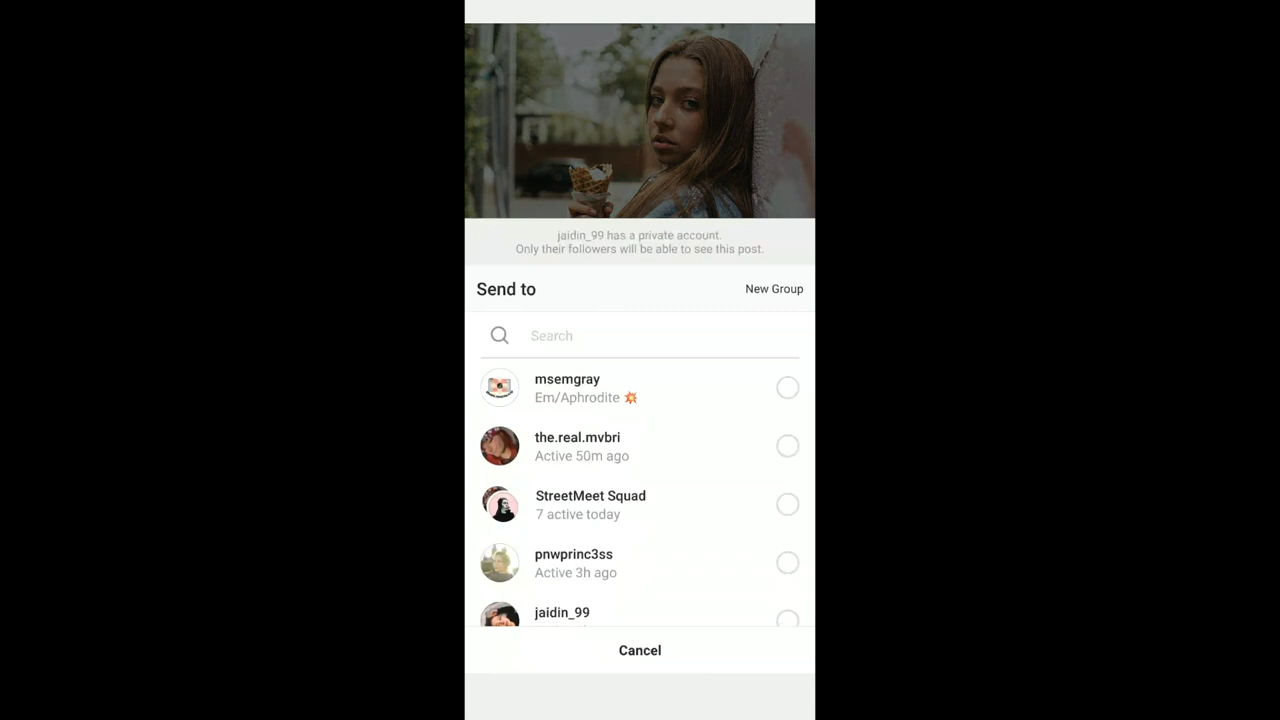 jaidin_99 has a private account.
Only their followers will be able to see this post.
Send to
New Group
Search
msemgray
Em/Aphrodite 💥
the.real.mvbri
Active 50m ago
StreetMeet Squad
7 active today
pnwprinc3ss
Active 3h ago
jaidin_99
Cancel